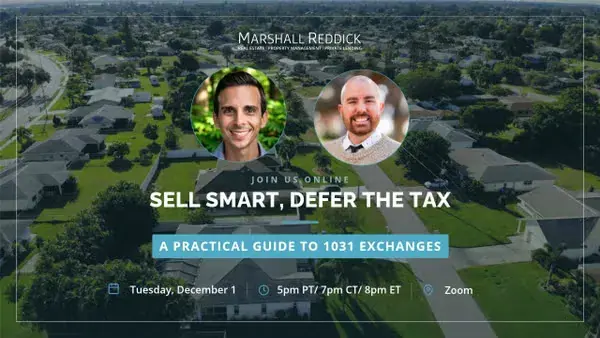 MARSHALL REDDICK
REAL ESTATE | PROPERTY MANAGEMENT | PRIVATE LENDING
JOIN US ONLINE
SELL SMART, DEFER THE TAX
A PRACTICAL GUIDE TO 1031 EXCHANGES
Tuesday, December 1
5pm PT/ 7pm CT/ 8pm ET
Zoom